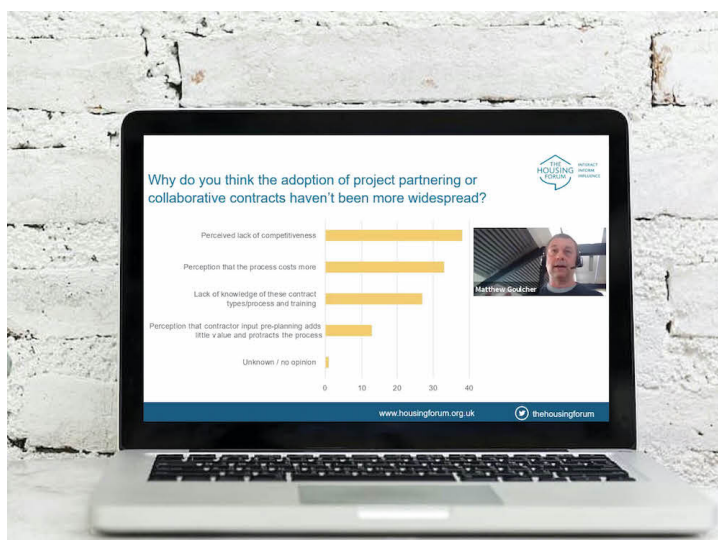 Why do you think the adoption of project partnering or
collaborative contracts haven't been more widespread?
THE
HOUSING
FORUM
INTERACT
INFORM
INFLUENCE
Perceived lack of competitiveness
Perception that the process costs more
Lack of knowledge of these contract
types/process and training
Perception that contractor input pre-planning adds
little value and protracts the process
Unknown / no opinion
0 10 20 30 40
Matthew Goulcher
www.housingforum.org.uk
thehousingforum